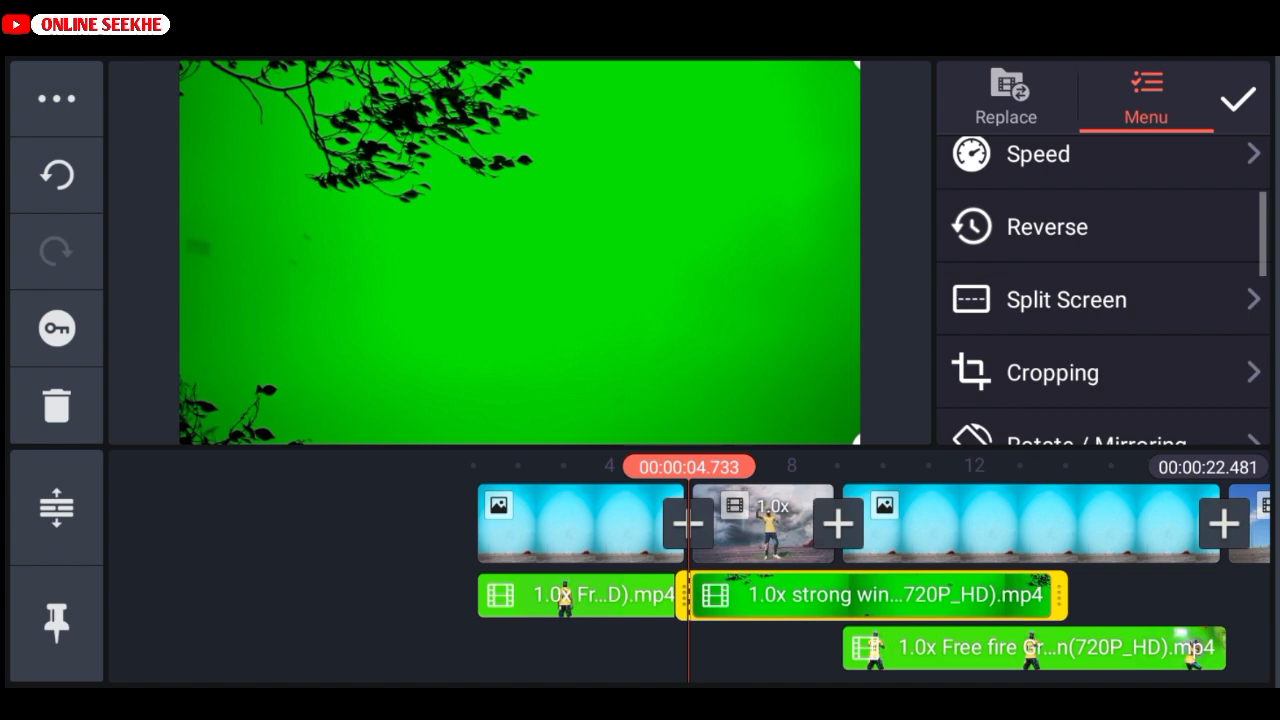 ONLINE SEEKHE
Replace
Menu
Speed
Reverse
Split Screen
Cropping
Rotate / Mirroring
4
00:00:04.733
8
12
00:00:22.481
1.0x
1.0x Fr...D).mp4
1.0x strong win...720P_HD).mp4
1.0x Free fire Gr...n(720P_HD).mp4